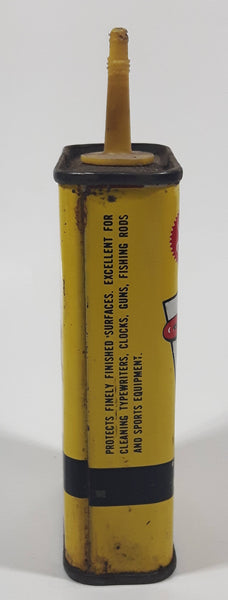 PROTECTS FINELY FINISHED SURFACES. EXCELLENT FOR
CLEANING TYPEWRITERS, CLOCKS, GUNS, FISHING RODS
AND SPORTS EQUIPMENT.